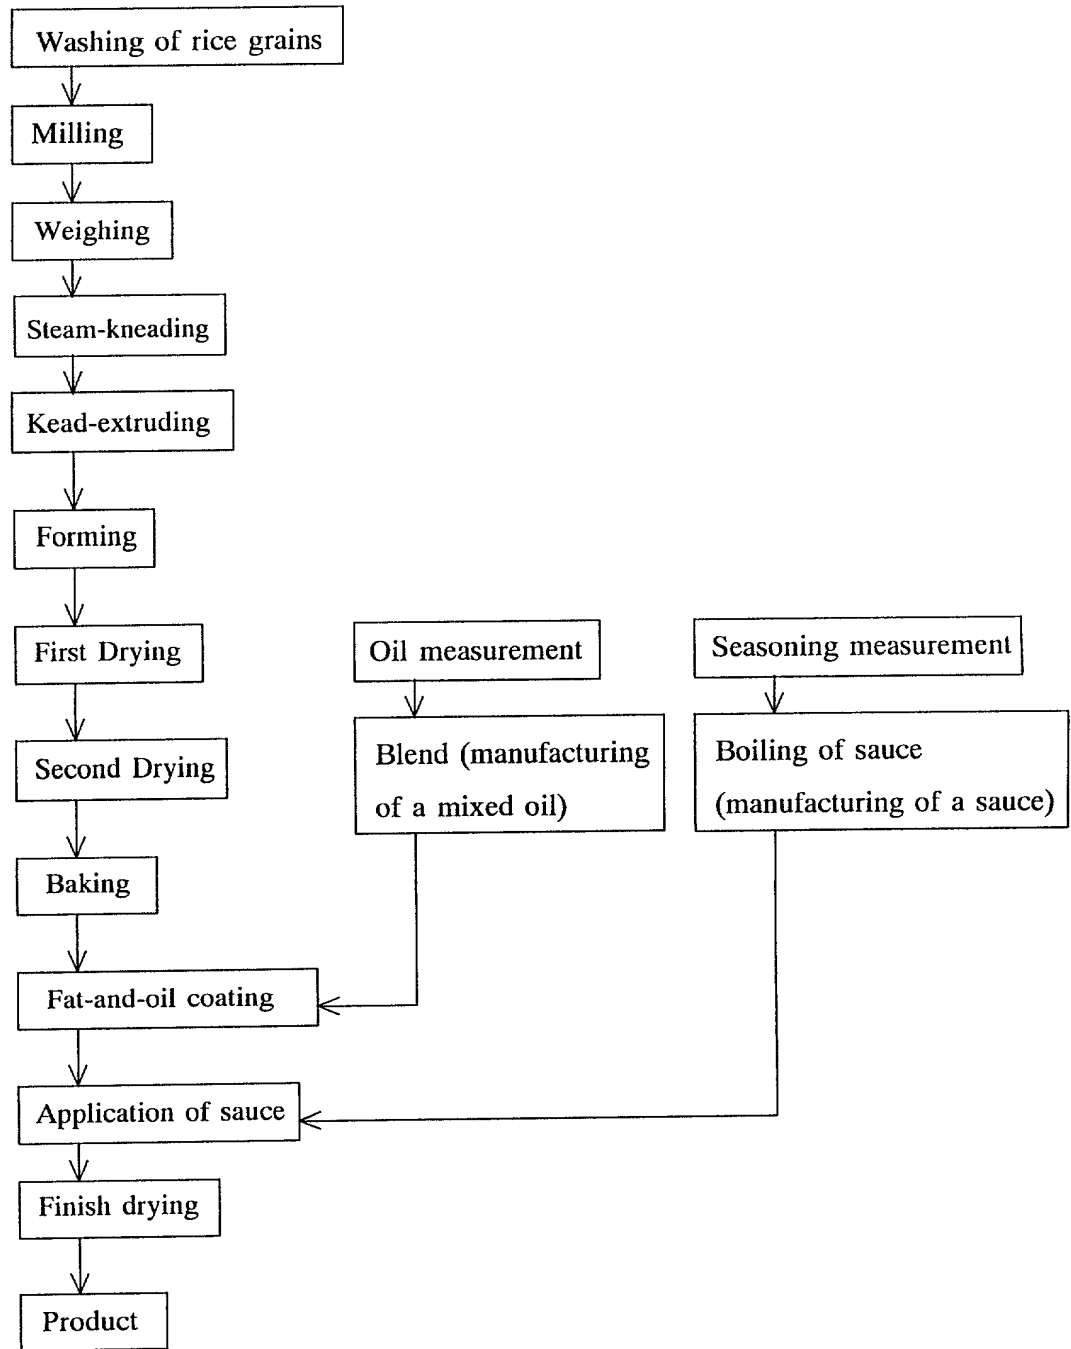 Washing of rice grains
Milling
Weighing
Steam-kneading
Kead-extruding
Forming
First Drying
Second Drying
Baking
Fat-and-oil coating
Application of sauce
Finish drying
Product
Oil measurement
Blend (manufacturing
of a mixed oil)
Seasoning measurement
Boiling of sauce
(manufacturing of a sauce)